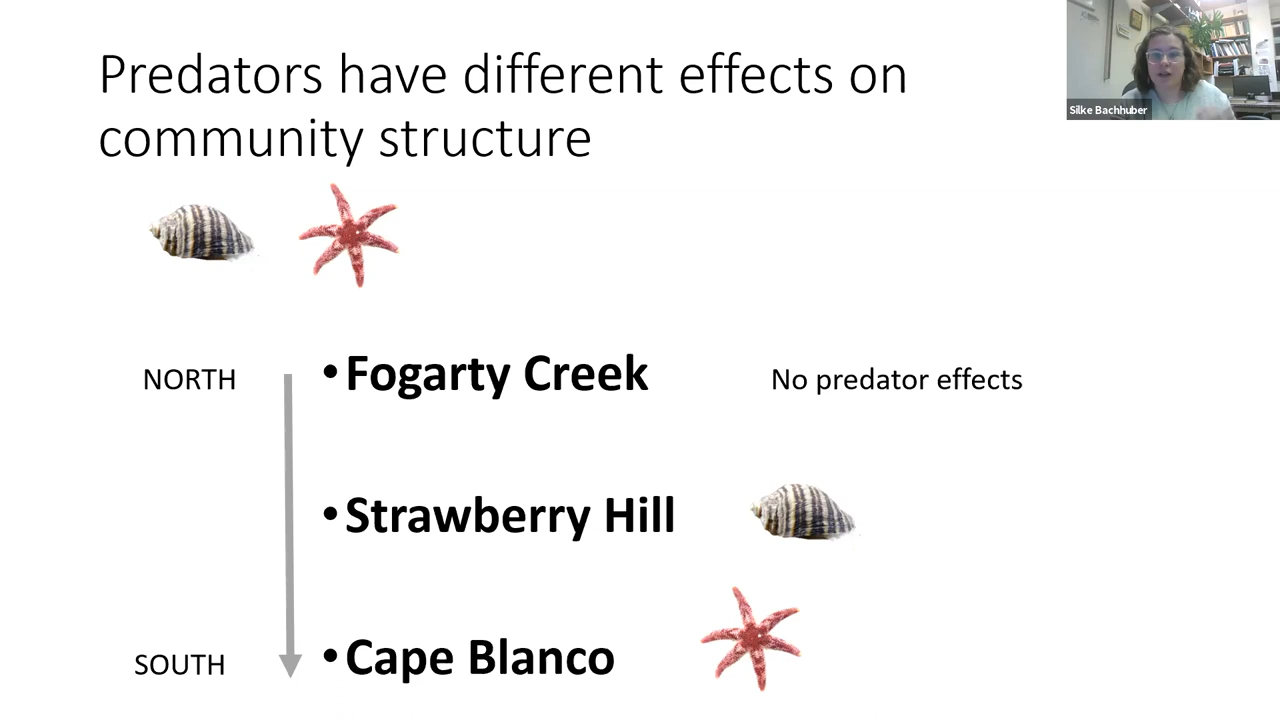 Predators have different effects on
community structure
Silke Bachhuber
NORTH
• Fogarty Creek
No predator effects
• Strawberry Hill
SOUTH
• Cape Blanco